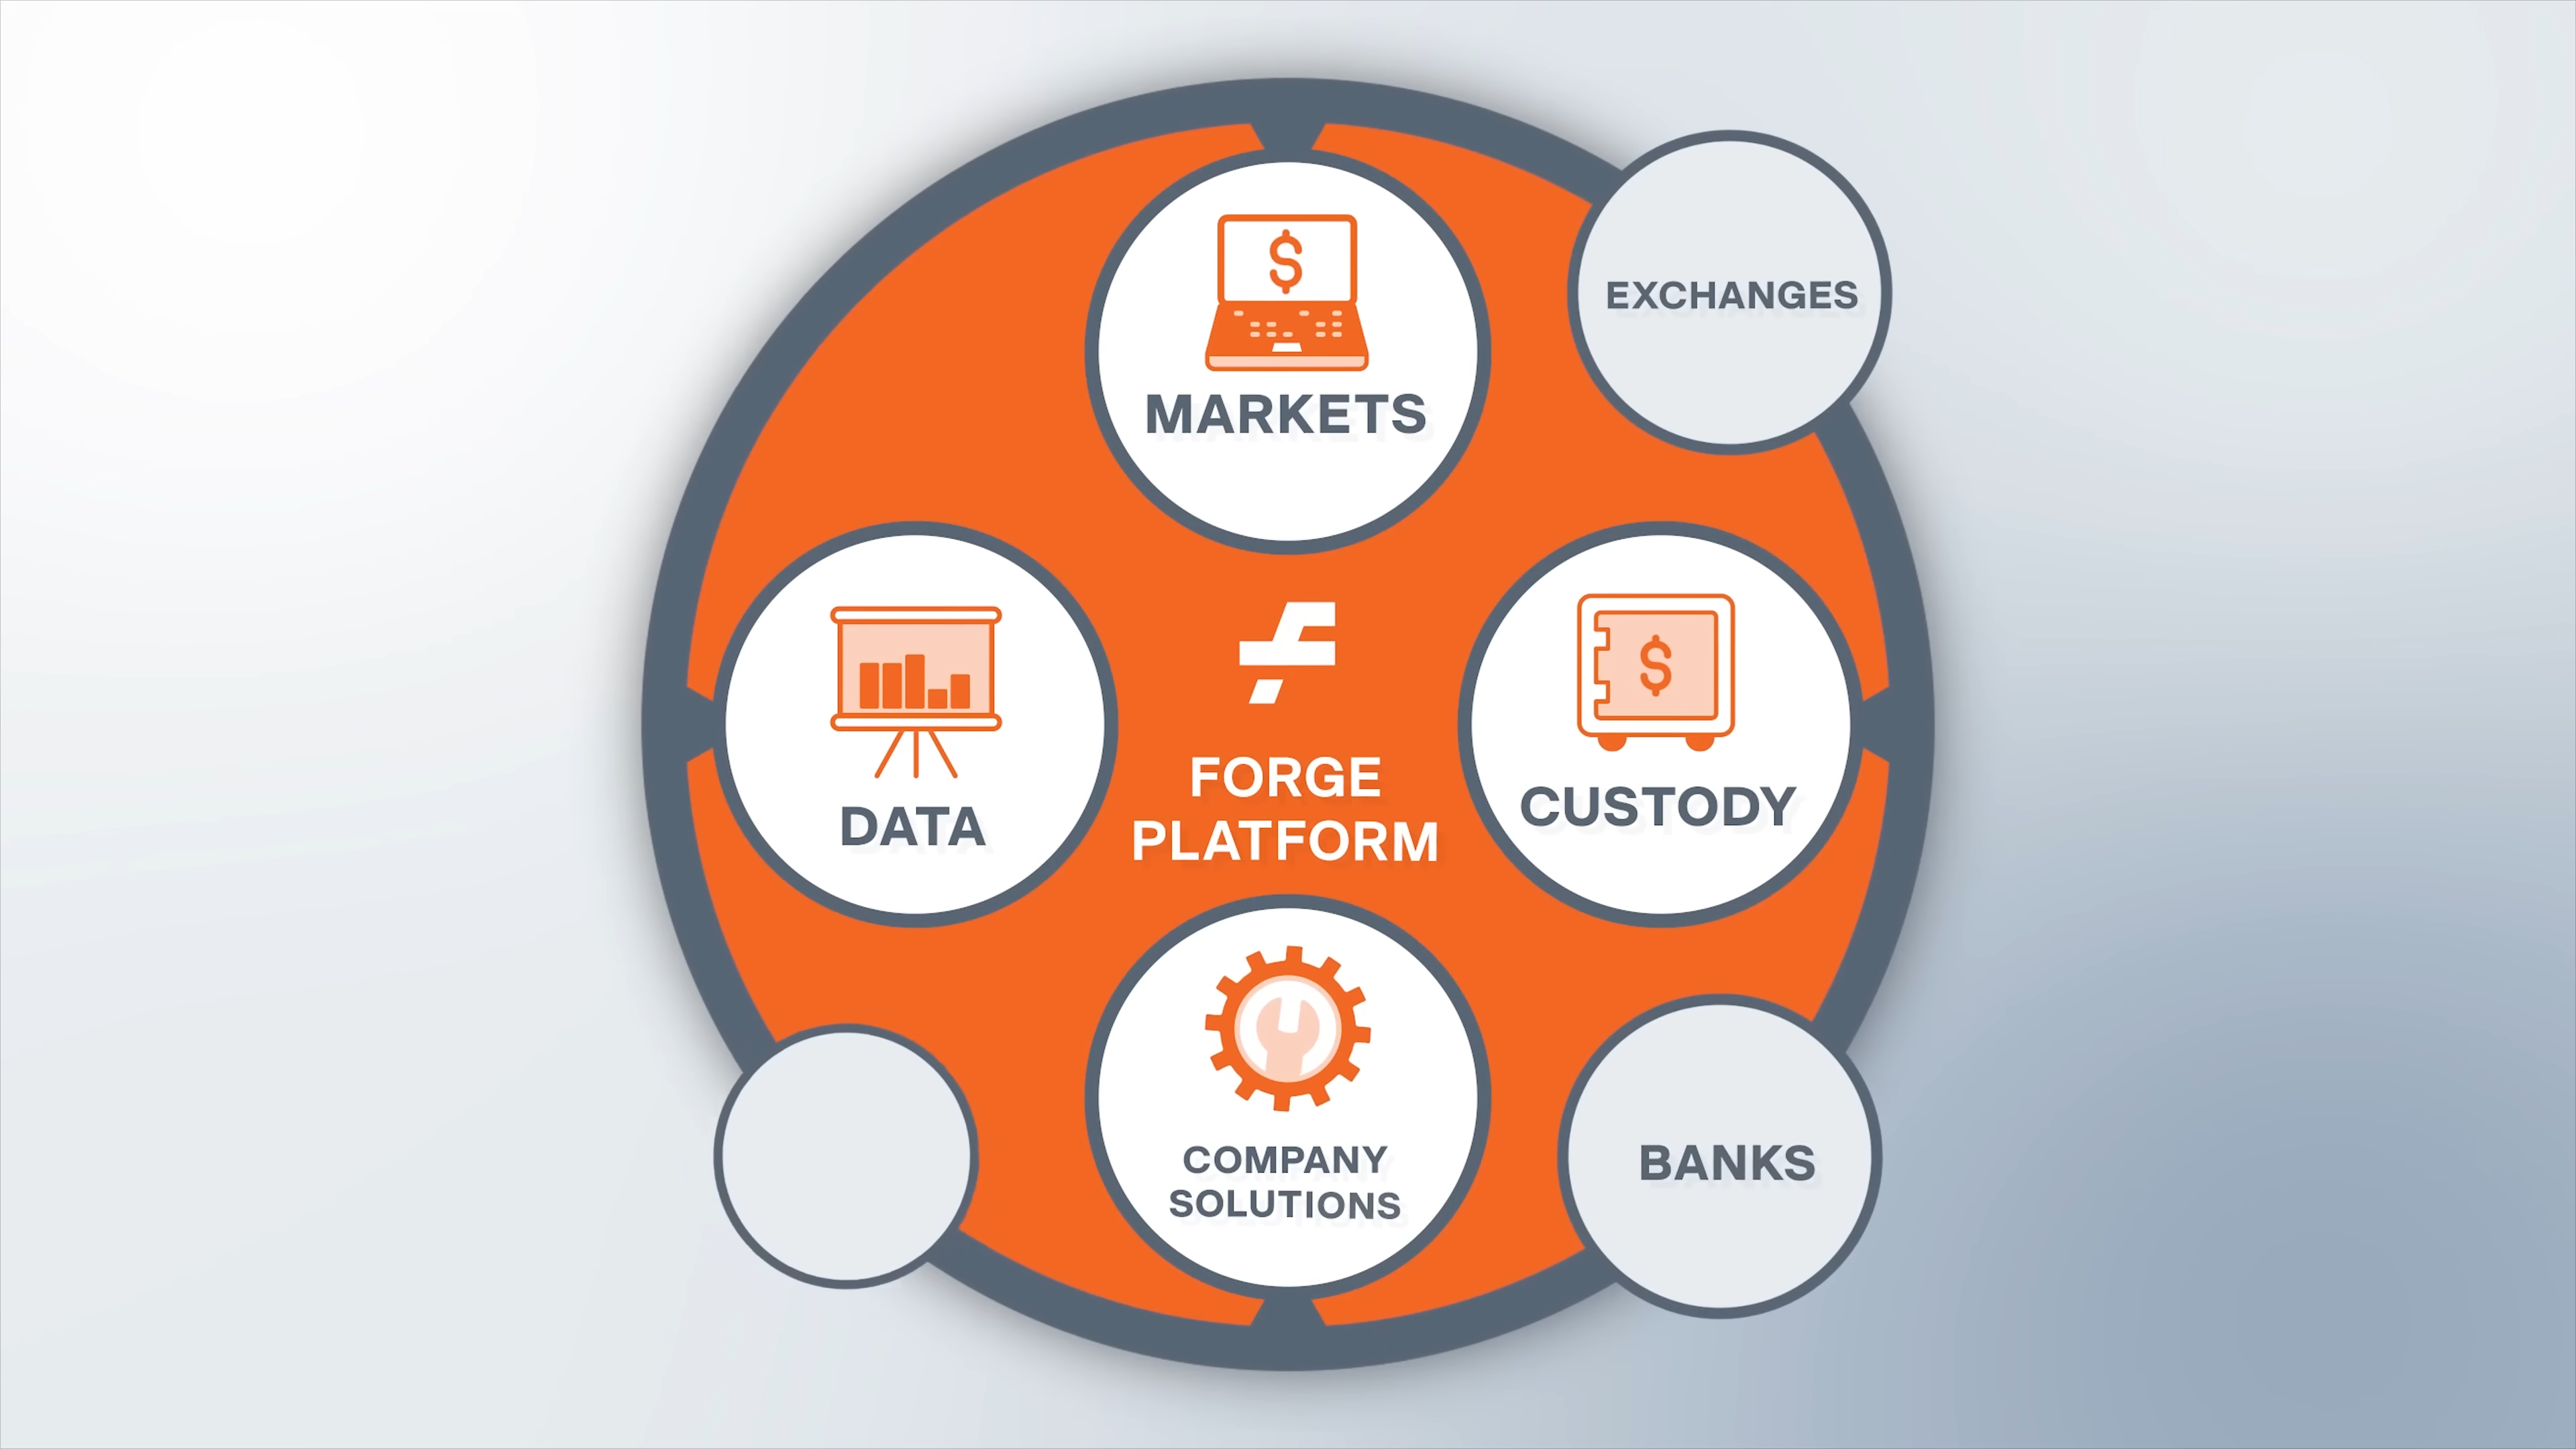 MARKETS
EXCHANGES
DATA
FORGE
PLATFORM
CUSTODY
COMPANY
SOLUTIONS
BANKS